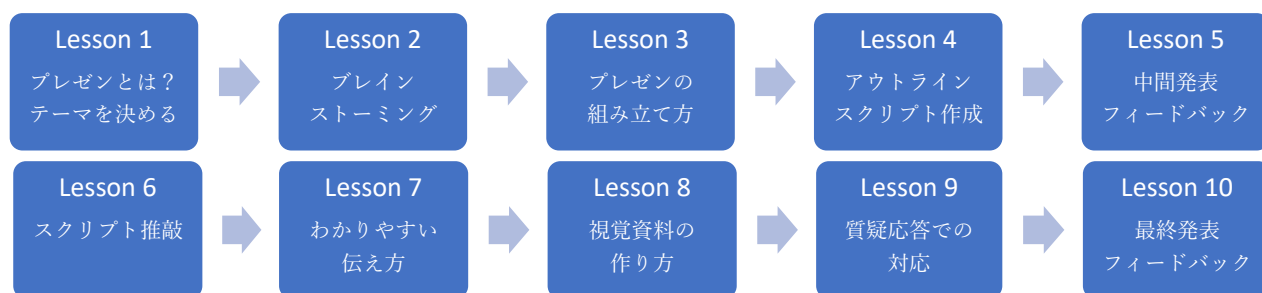 Lesson 1
プレゼンとは？
テーマを決める
Lesson 2
ブレイン
ストーミング
Lesson 3
プレゼンの
組み立て方
Lesson 4
アウトライン
スクリプト作成
Lesson 5
中間発表
フィードバック
Lesson 6
スクリプト推敲
Lesson 7
わかりやすい
伝え方
Lesson 8
視覚資料の
作り方
Lesson 9
質疑応答での
対応
Lesson 10
最終発表
フィードバック